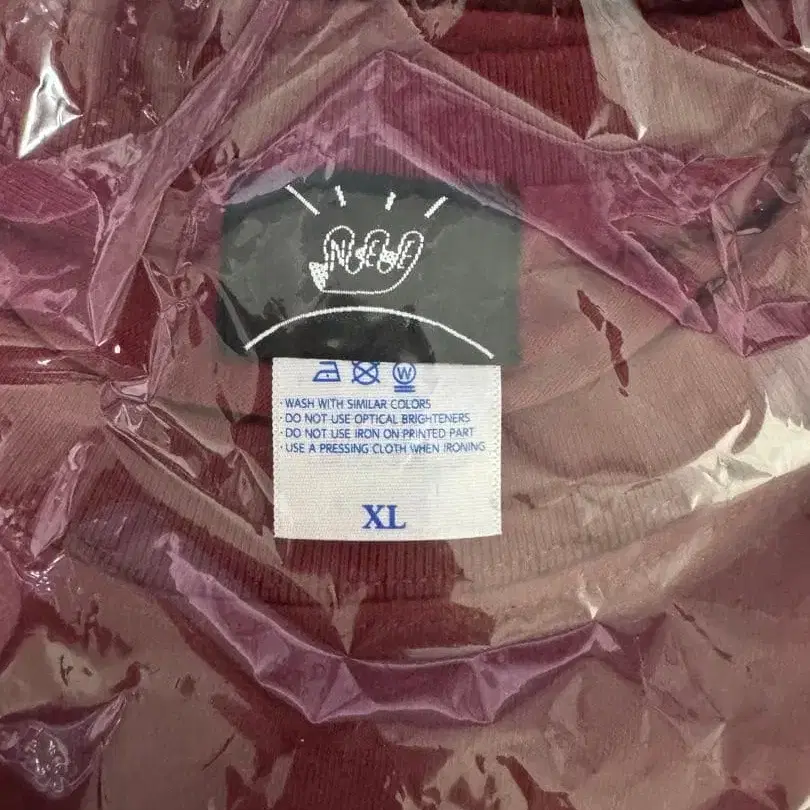 W
· WASH WITH SIMILAR COLORS
· DO NOT USE OPTICAL BRIGHTENERS
· DO NOT USE IRON ON PRINTED PART
· USE A PRESSING CLOTH WHEN IRONING
XL